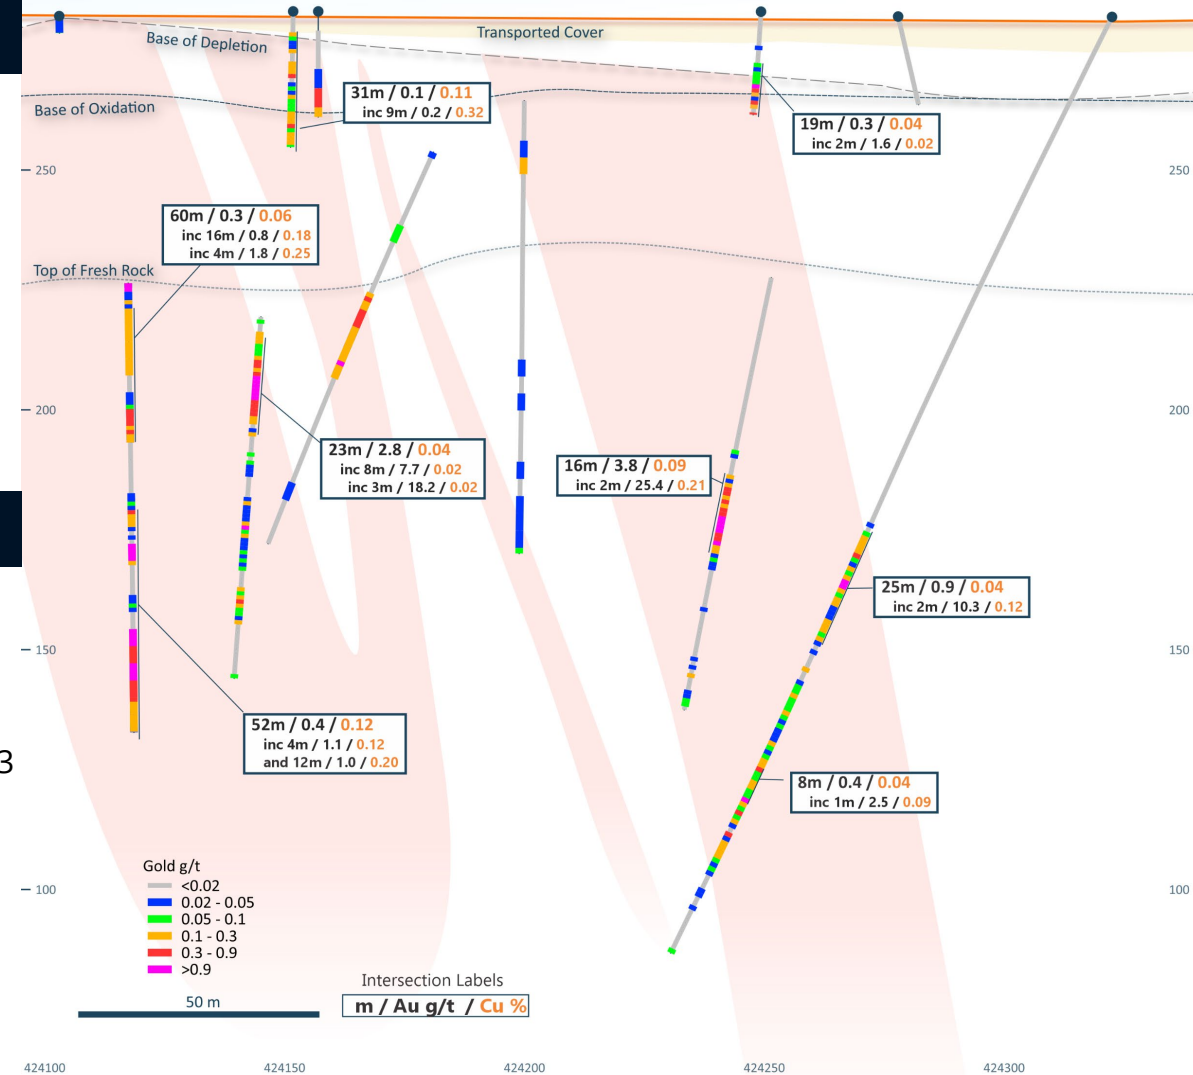 Transported Cover
Base of Depletion
31m / 0.1 / 0.11
inc 9m / 0.2 / 0.32
Base of Oxidation
19m / 0.3 / 0.04
inc 2m / 1.6 / 0.02
250
250
60m / 0.3 / 0.06
inc 16m / 0.8 / 0.18
inc 4m / 1.8 / 0.25
Top of Fresh Rock
200
200
23m / 2.8 / 0.04
inc 8m / 7.7 / 0.02
inc 3m / 18.2 / 0.02
16m / 3.8 / 0.09
inc 2m / 25.4 / 0.21
25m / 0.9 / 0.04
inc 2m / 10.3 / 0.12
150
150
52m / 0.4 / 0.12
inc 4m / 1.1 / 0.12
and 12m / 1.0 / 0.20
3
8m / 0.4 / 0.04
inc 1m / 2.5 / 0.09
100
100
Gold g/t
<0.02
0.02 - 0.05
0.05 - 0.1
0.1 - 0.3
0.3 - 0.9
>0.9
50 m
Intersection Labels
m / Au g/t / Cu %
424100
424150
424200
424250
424300